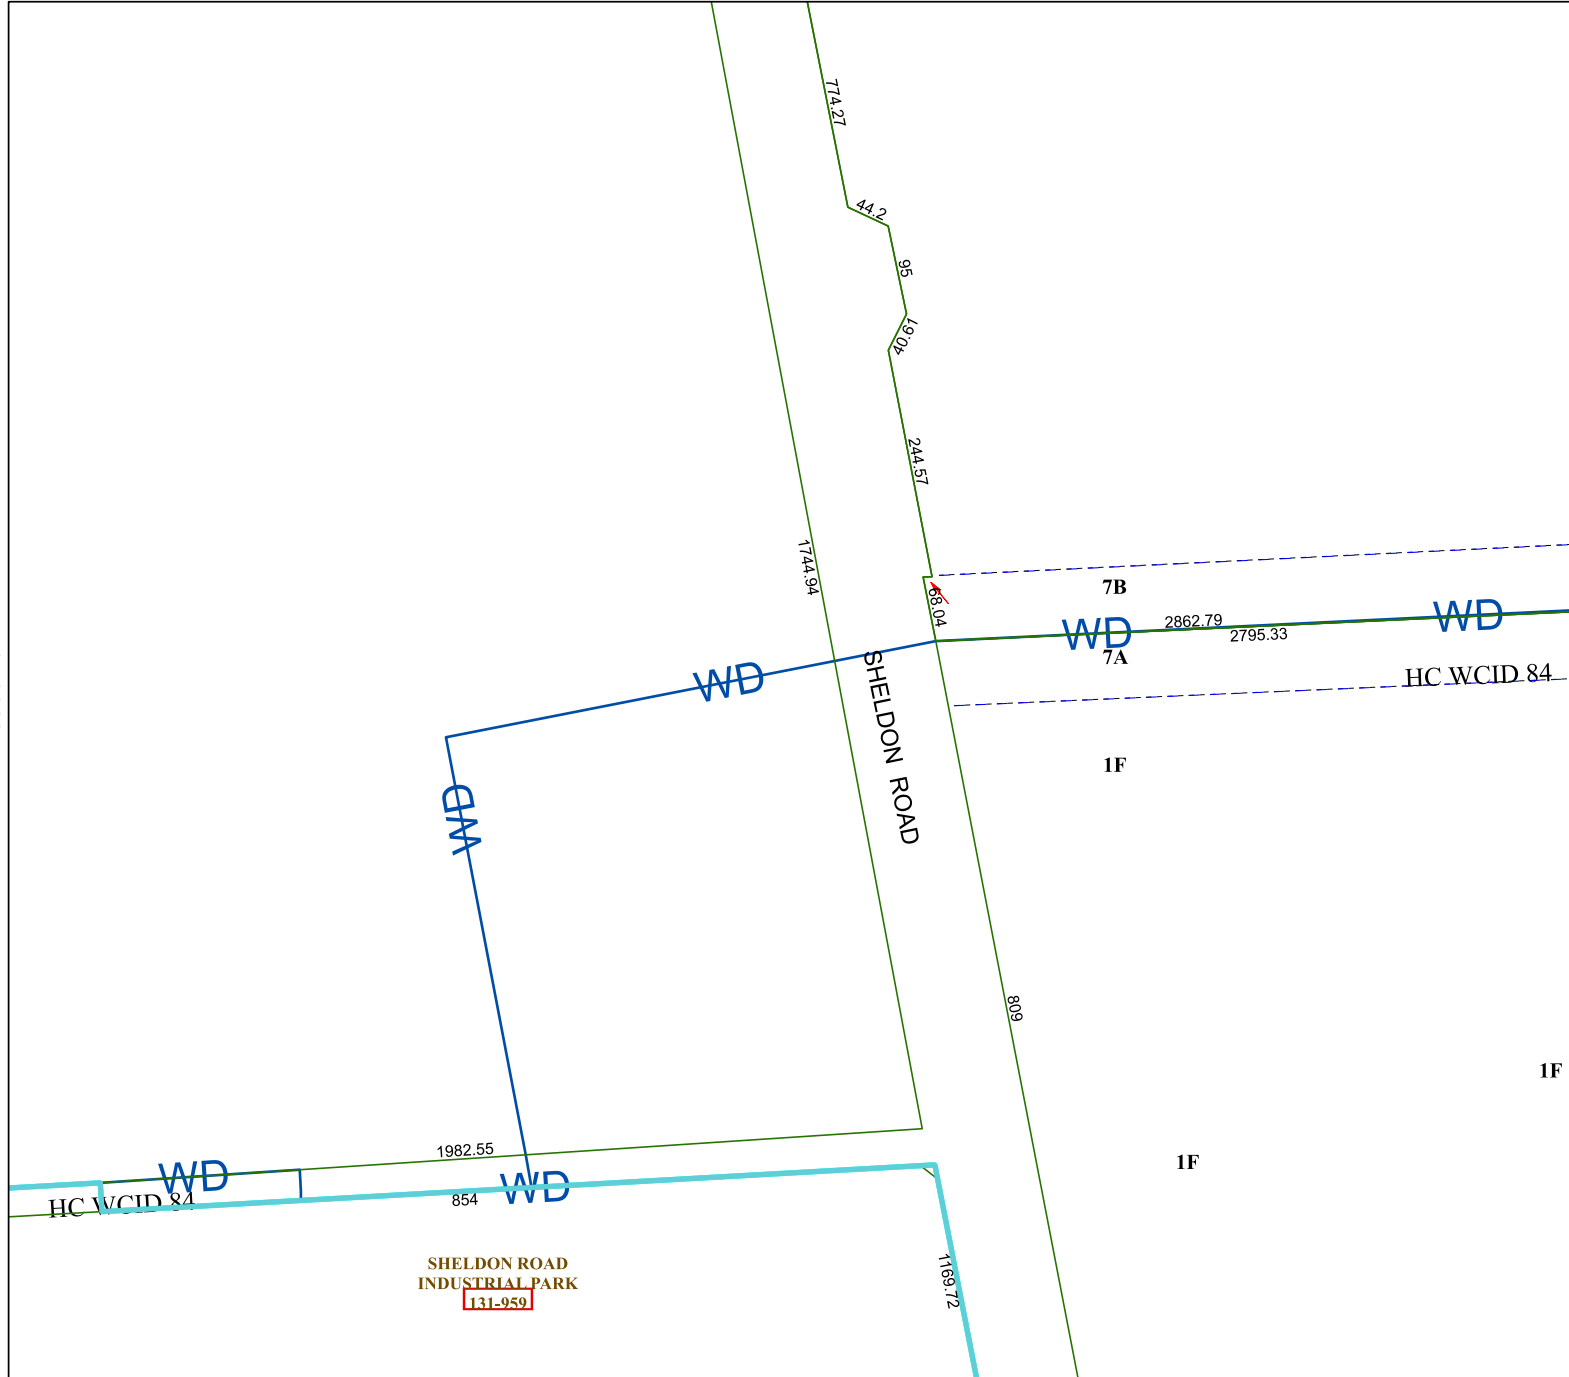 774.27
44.2
95
40.61
244.57
1744.94
68.04
7B
2862.79
WD
WD
2795.33
7A
HC WCID 84
WD
SHELDON ROAD
1F
WD
809
1F
1982.55
1F
WD
WD
HC WCID 84
854
SHELDON ROAD
INDUSTRIAL PARK
131-959
1169.72